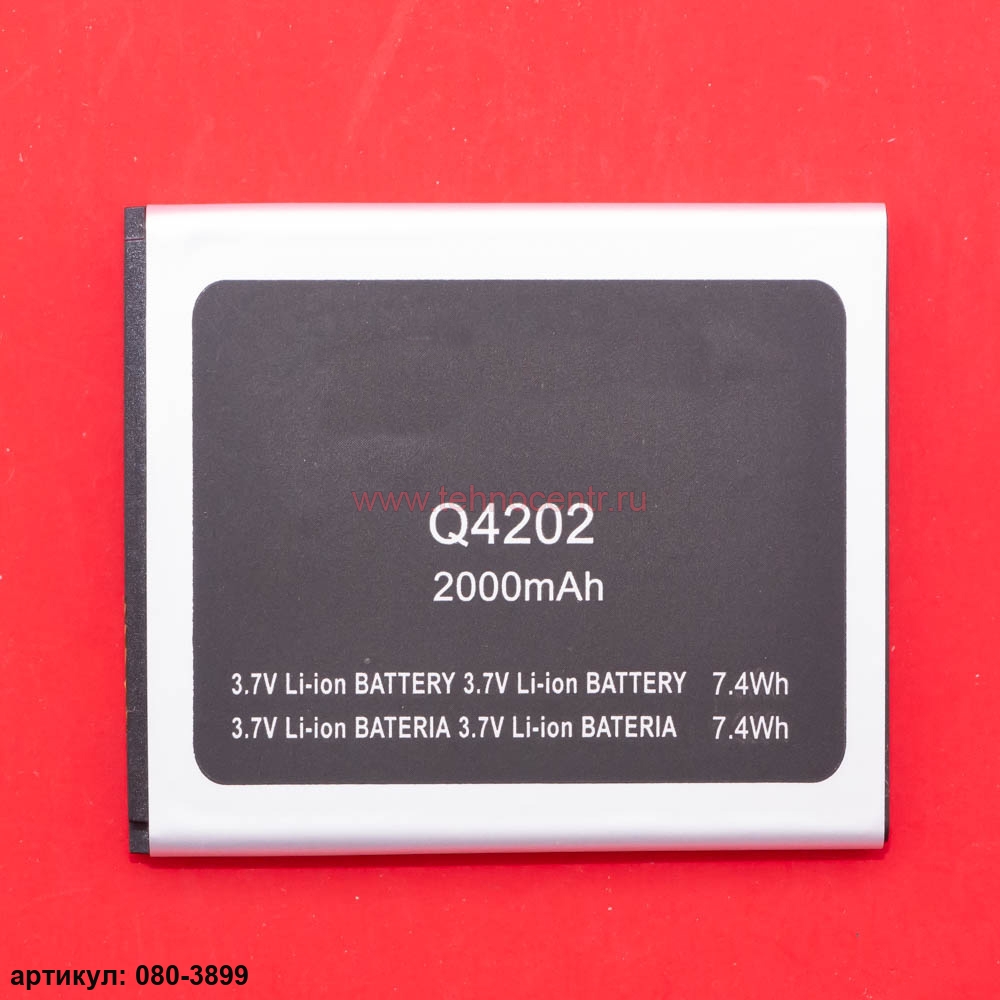 www.tehnocentr.ru
Q4202
2000mAh
3.7V Li-ion BATTERY 3.7V Li-ion BATTERY 7.4Wh
3.7V Li-ion BATERIA 3.7V Li-ion BATERIA 7.4Wh
артикул: 080-3899